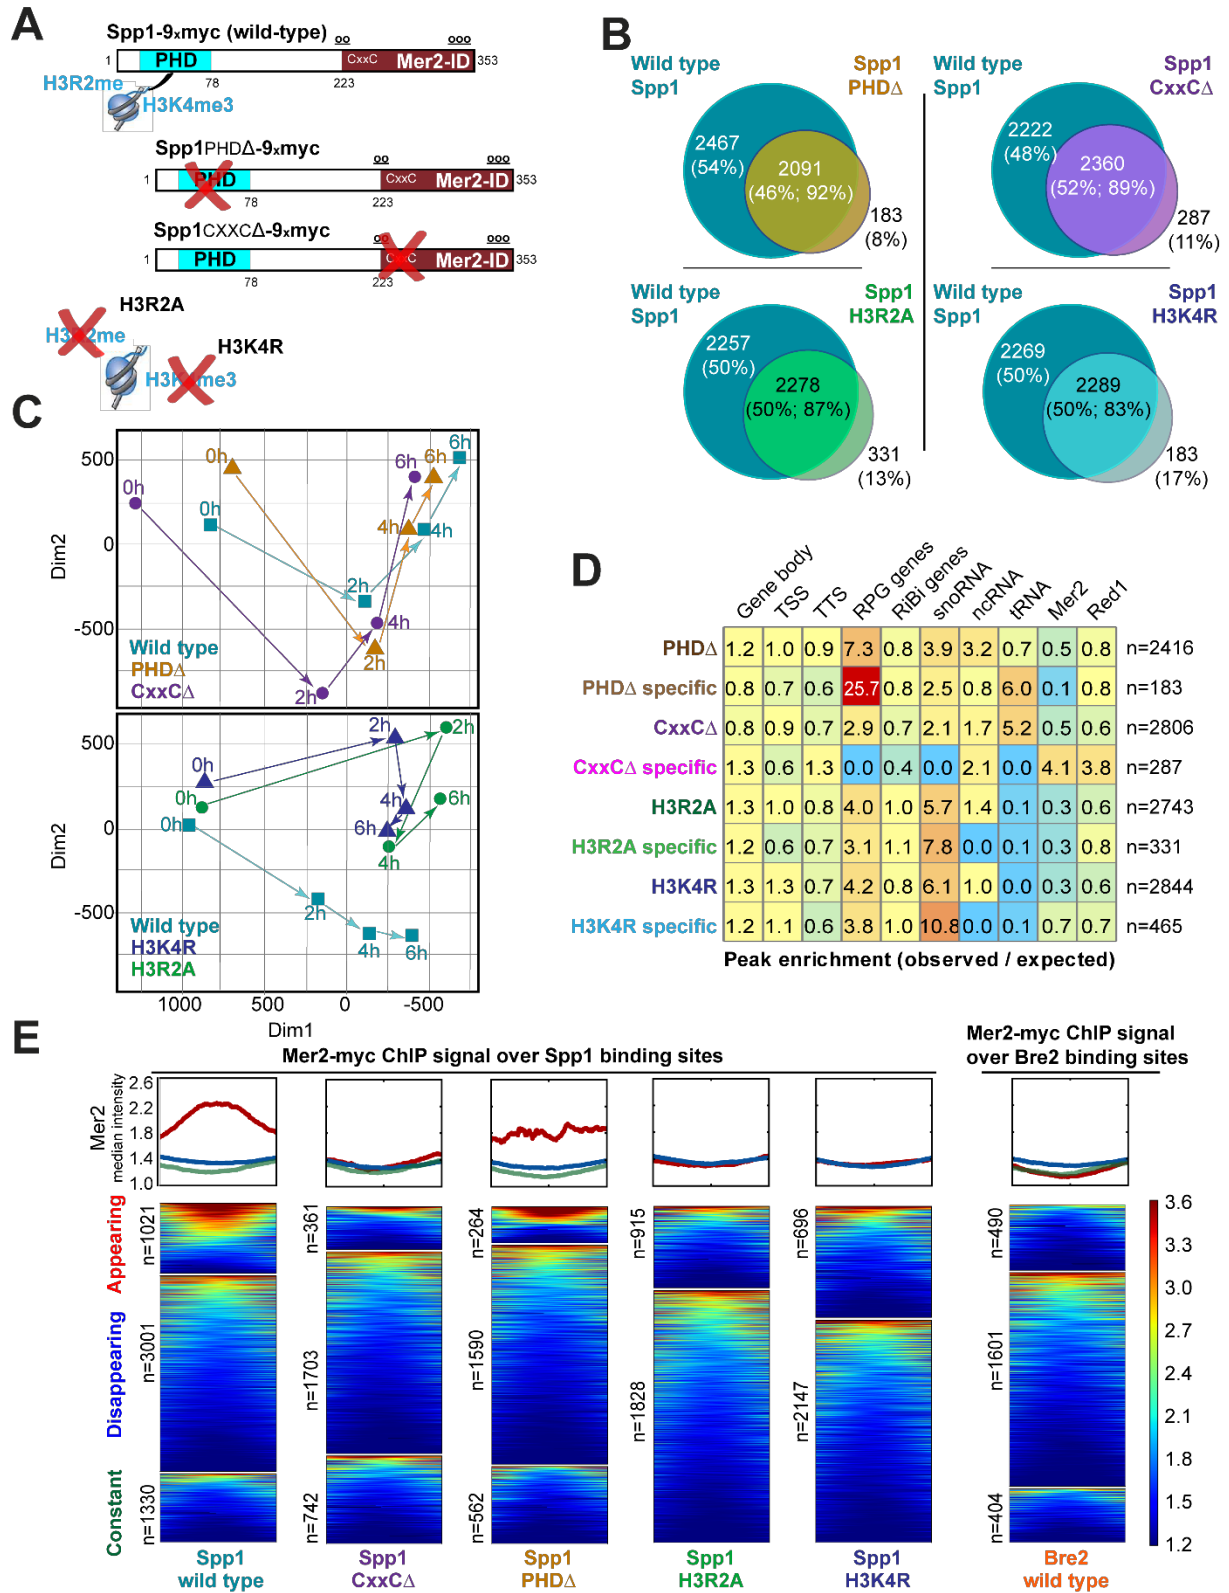 A
Spp1-9xmyc (wild-type)
oo
ooo
1
PHD
CxxC
Mer2-ID
353
H3R2me
78
223
H3K4me3
Spp1PHDΔ-9xmyc
oo
ooo
1
PHD
CxxC
Mer2-ID
353
78
223
Spp1CXXCΔ-9xmyc
oo
ooo
1
PHD
CxxC
Mer2-ID
353
78
223
H3R2A
H3R2me
H3K4R
H3K4me3
B
Wild type
Spp1
Spp1
PHDΔ
2467
(54%)
2091
(46%; 92%)
183
(8%)
Wild type
Spp1
Spp1
CxxCΔ
2222
(48%)
2360
(52%; 89%)
287
(11%)
Wild type
Spp1
Spp1
H3R2A
2257
(50%)
2278
(50%; 87%)
331
(13%)
Wild type
Spp1
Spp1
H3K4R
2269
(50%)
2289
(50%; 83%)
183
(17%)
C
500
0
-500
Dim2
0h
0h
0h
2h
2h
2h
4h
4h
4h
6h
6h
6h
Wild type
PHDΔ
CxxCΔ
500
0
-500
Dim2
0h
0h
0h
2h
2h
2h
4h
4h
4h
6h
6h
6h
Wild type
H3K4R
H3R2A
1000 500 0 -500
Dim1
D
Gene body TSS TTS RPG genes RiBi genes snoRNA ncRNA tRNA Mer2 Red1
PHDΔ 1.2 1.0 0.9 7.3 0.8 3.9 3.2 0.7 0.5 0.8 n=2416
PHDΔ specific 0.8 0.7 0.6 25.7 0.8 2.5 0.8 6.0 0.1 0.8 n=183
CxxCΔ 0.8 0.9 0.7 2.9 0.7 2.1 1.7 5.2 0.5 0.6 n=2806
CxxCΔ specific 1.3 0.6 1.3 0.0 0.4 0.0 2.1 0.0 4.1 3.8 n=287
H3R2A 1.3 1.0 0.8 4.0 1.0 5.7 1.4 0.1 0.3 0.6 n=2743
H3R2A specific 1.2 0.6 0.7 3.1 1.1 7.8 0.0 0.1 0.3 0.8 n=331
H3K4R 1.3 1.3 0.7 4.2 0.8 6.1 1.0 0.0 0.3 0.6 n=2844
H3K4R specific 1.2 1.1 0.6 3.8 1.0 10.8 0.0 0.1 0.7 0.7 n=465
Peak enrichment (observed / expected)
E
Mer2-myc ChIP signal over Spp1 binding sites
Mer2-myc ChIP signal
over Bre2 binding sites
Mer2
median intensity
2.6
2.2
1.8
1.4
1.0
Appearing
Disappearing
Constant
n=1021
n=3001
n=1330
n=361
n=1703
n=742
n=264
n=1590
n=562
n=915
n=1828
n=696
n=2147
n=490
n=1601
n=404
3.6
3.3
3.0
2.7
2.4
2.1
1.8
1.5
1.2
Spp1
wild type
Spp1
CxxCΔ
Spp1
PHDΔ
Spp1
H3R2A
Spp1
H3K4R
Bre2
wild type